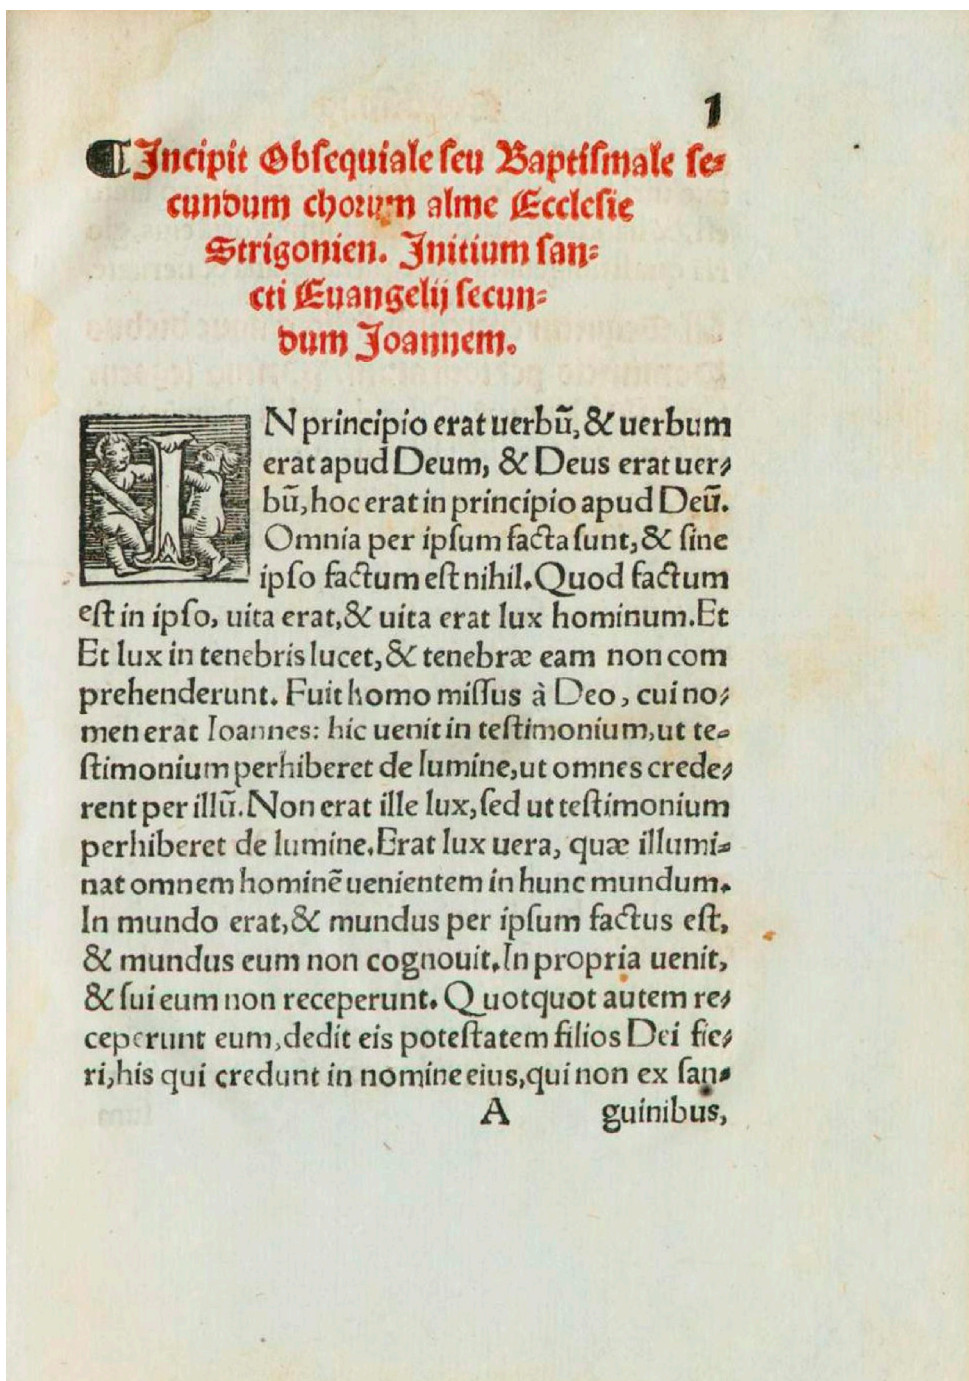 1
¶ Incipit Obsequiale seu Baptismale se⸗
cundum chorum alme Ecclesie
Strigonien. Initium san⸗
cti Euangelij secun⸗
dum Joannem.
IN principio erat uerbū, & uerbum
erat apud Deum, & Deus erat uer⸗
bū, hoc erat in principio apud Deū.
Omnia per ipsum facta sunt, & sine
ipso factum est nihil. Quod factum
est in ipso, uita erat, & uita erat lux hominum. Et
Et lux in tenebris lucet, & tenebræ eam non com
prehenderunt. Fuit homo missus à Deo, cui no⸗
men erat Ioannes: hic uenit in testimonium, ut te⸗
stimonium perhiberet de lumine, ut omnes crede⸗
rent per illū. Non erat ille lux, sed ut testimonium
perhiberet de lumine. Erat lux uera, quæ illumi⸗
nat omnem hominē uenientem in hunc mundum.
In mundo erat, & mundus per ipsum factus est,
& mundus eum non cognouit. In propria uenit,
& sui eum non receperunt. Quotquot autem re⸗
ceperunt eum, dedit eis potestatem filios Dei fie⸗
ri, his qui credunt in nomine eius, qui non ex san⸗
A guinibus,